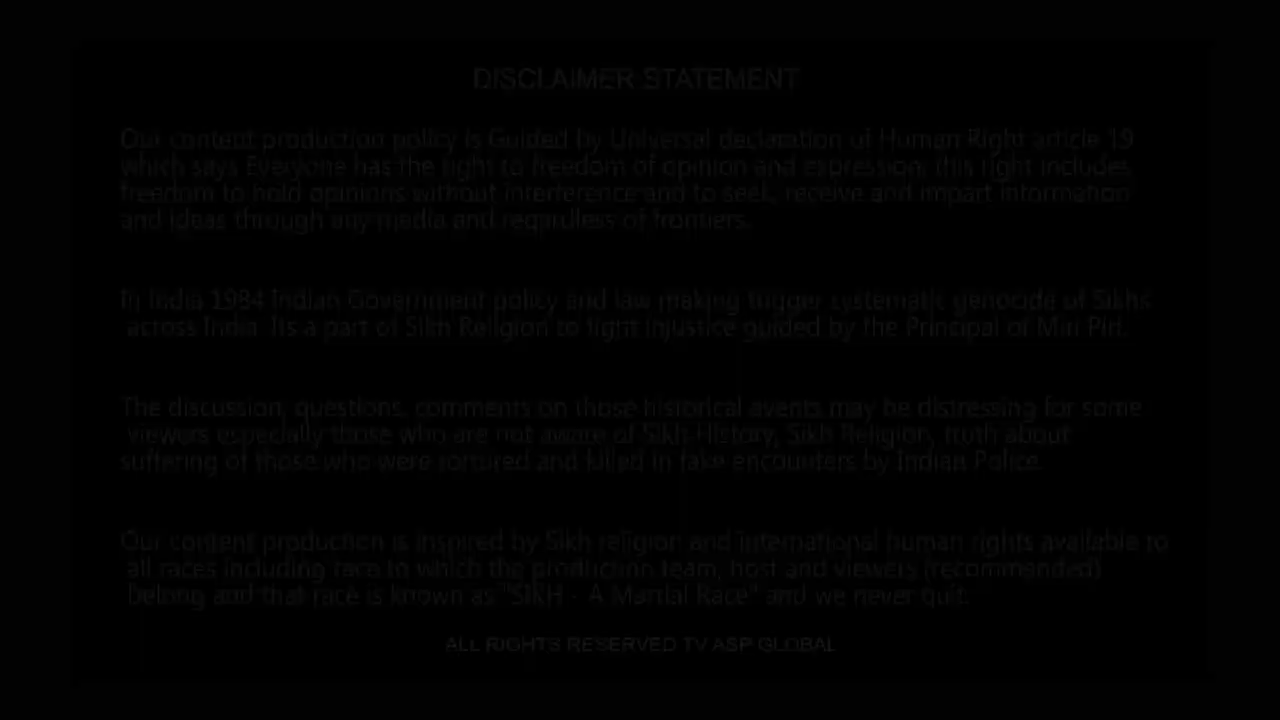 DISCLAIMER STATEMENT
Our content production policy is Guided by Universal declaration of Human Right article 19
which says Everyone has the right to freedom of opinion and expression, this right includes
freedom to hold opinions without interference and to seek, receive and impart information
and ideas through any media and regardless of frontiers.
In India 1984 Indian Government policy and law making trigger systematic genocide of Sikhs
across India. Its a part of Sikh Religion to fight injustice guided by the Principal of Miri Piri.
The discussion, questions, comments on those historical events may be distressing for some
viewers especially those who are not aware of Sikh History, Sikh Religion, truth about
suffering of those who were tortured and killed in fake encounters by Indian Police.
Our content production is inspired by Sikh religion and international human rights available to
all races including race to which the production team, host and viewers (recommended)
belong and that race is known as "SIKH - A Martial Race" and we never quit.
ALL RIGHTS RESERVED TV ASP GLOBAL